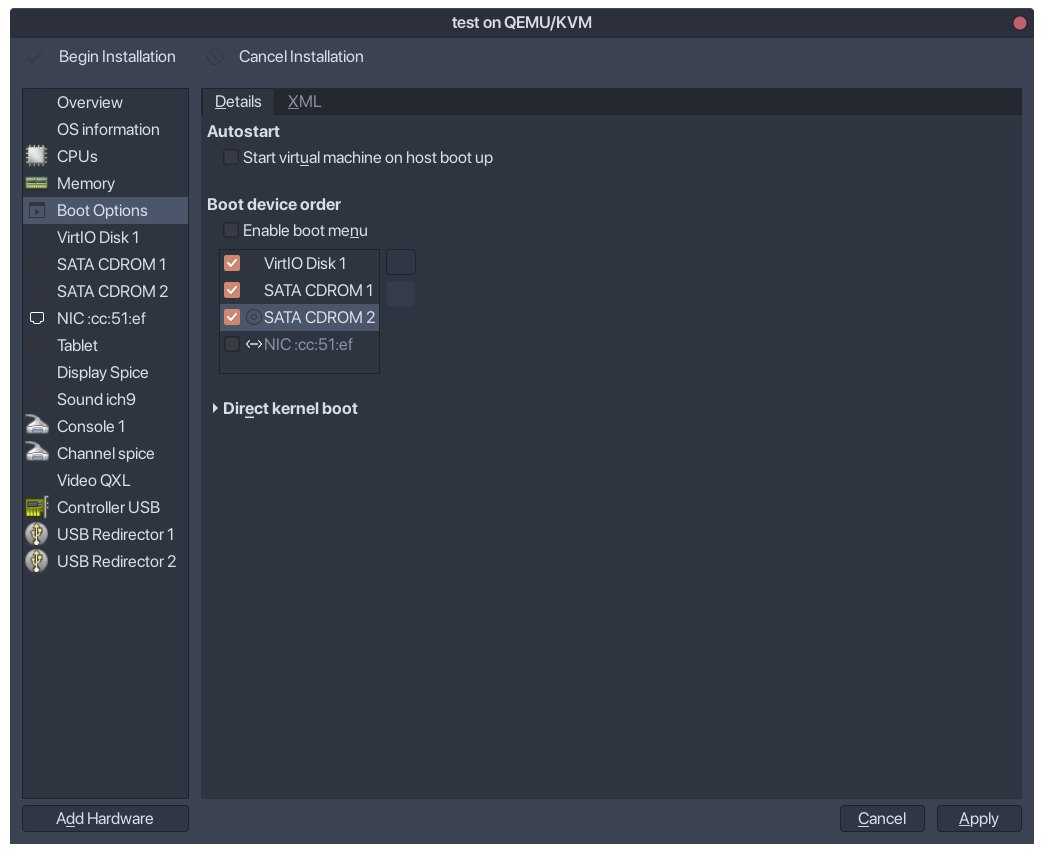 test on QEMU/KVM
Begin Installation
Cancel Installation
Overview
OS information
CPUs
Memory
Boot Options
VirtIO Disk 1
SATA CDROM 1
SATA CDROM 2
NIC :cc:51:ef
Tablet
Display Spice
Sound ich9
Console 1
Channel spice
Video QXL
Controller USB
USB Redirector 1
USB Redirector 2
Add Hardware
Details
XML
Autostart
Start virtual machine on host boot up
Boot device order
Enable boot menu
VirtIO Disk 1
SATA CDROM 1
SATA CDROM 2
NIC :cc:51:ef
Direct kernel boot
Cancel
Apply